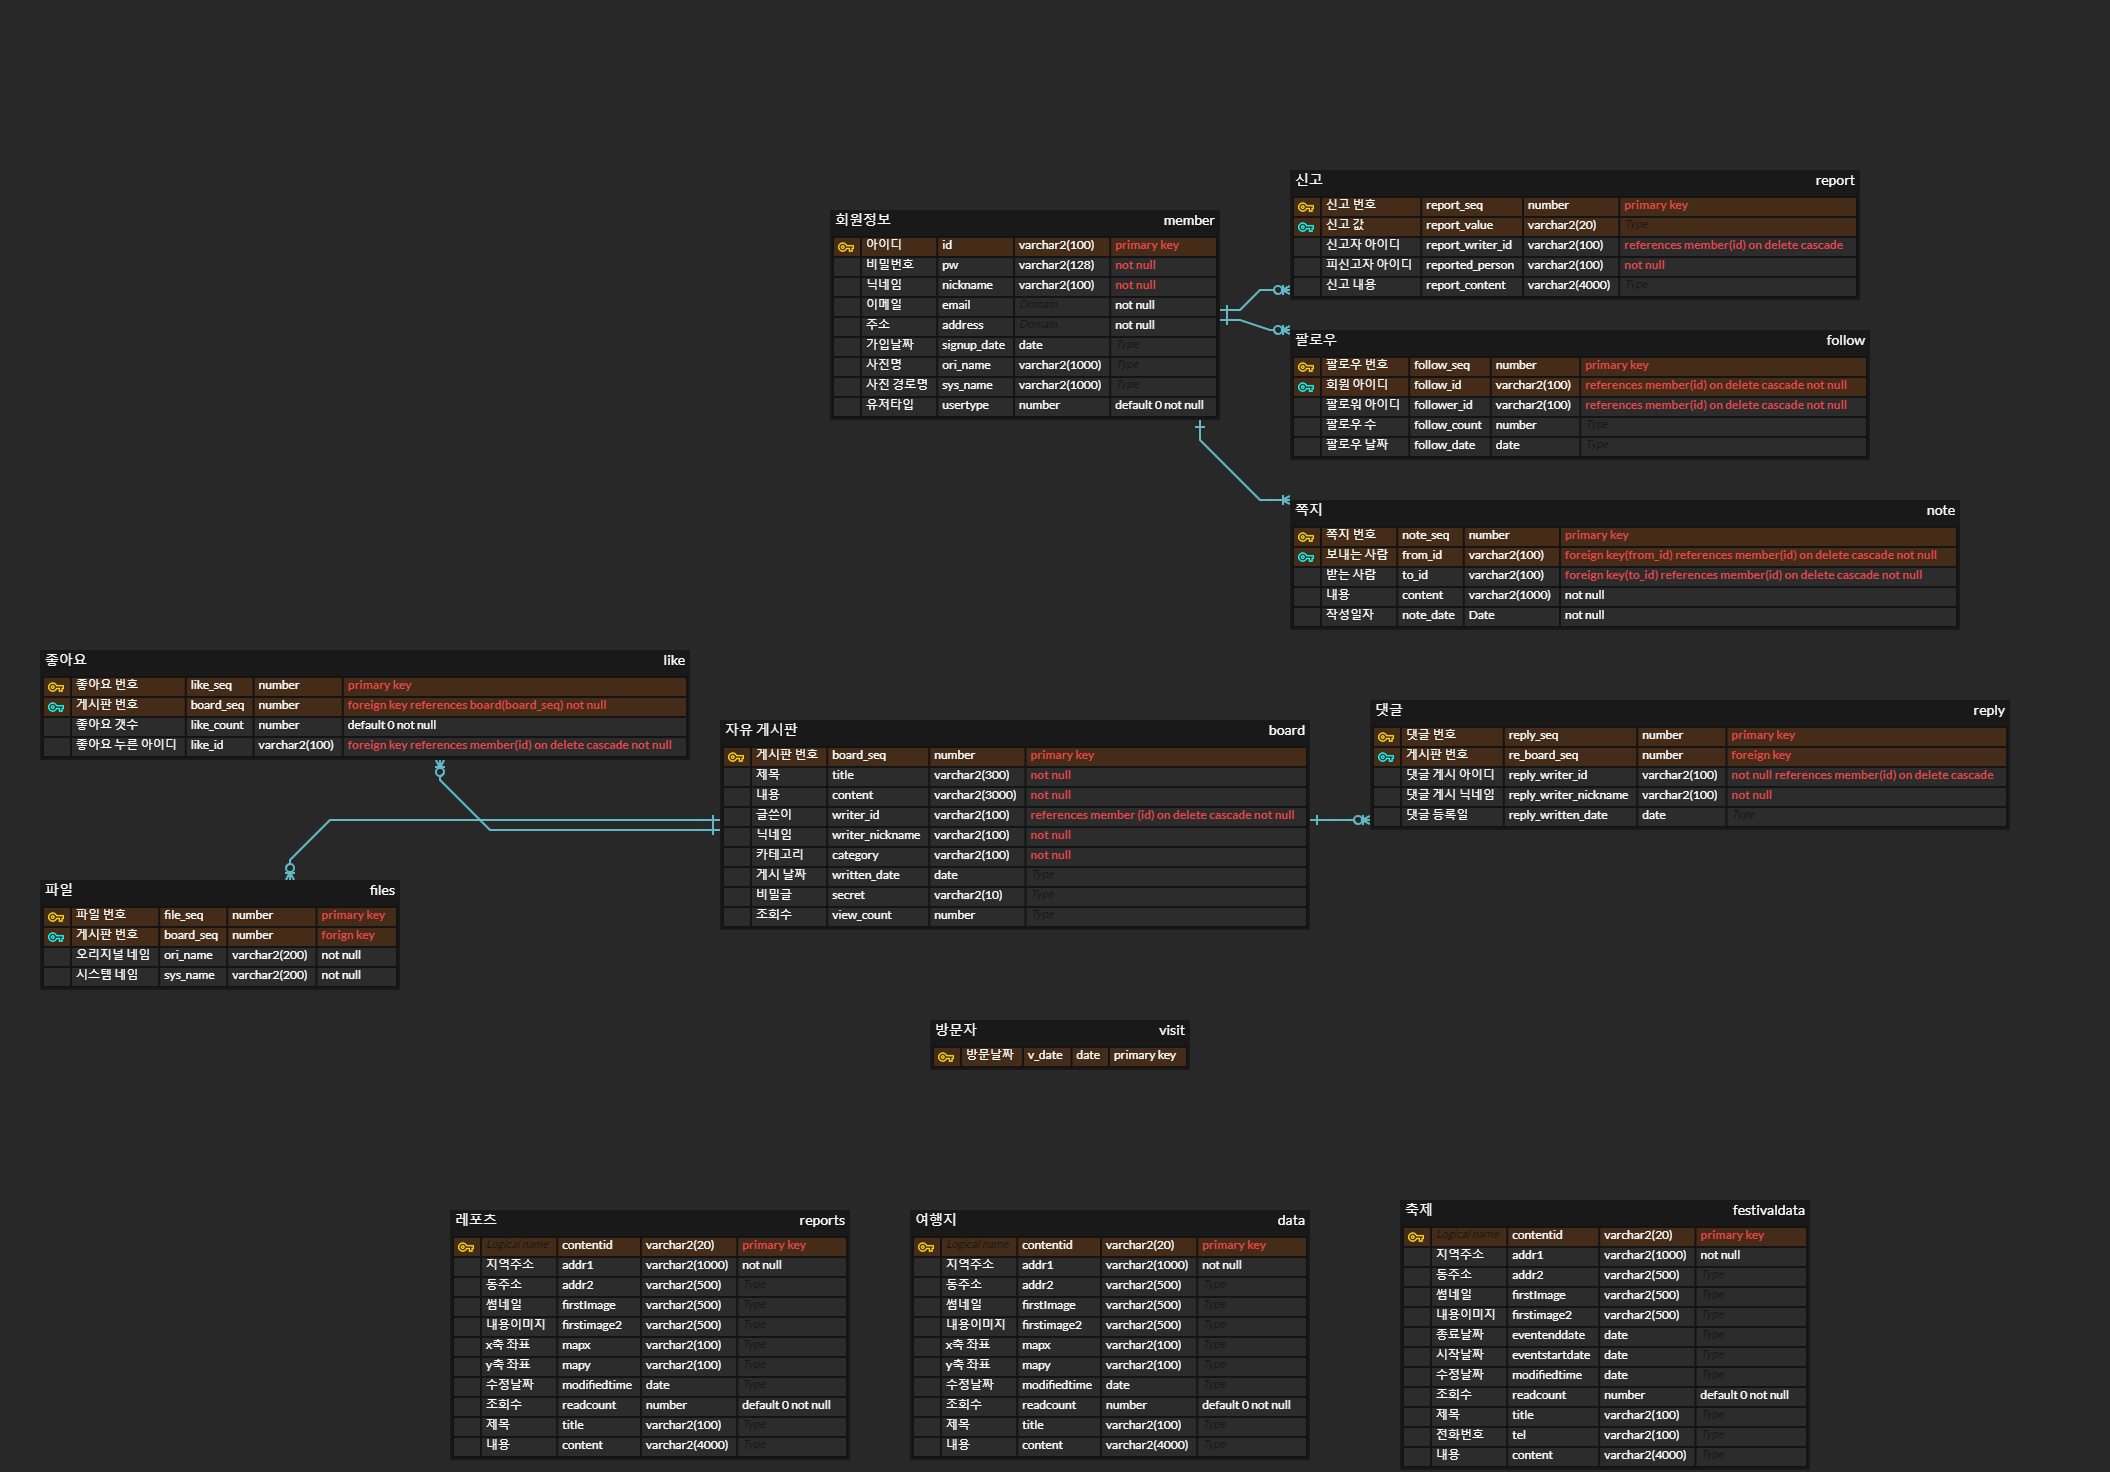 신고 report
신고 번호 report_seq number primary key
신고 값 report_value varchar2(20) Type
신고자 아이디 report_writer_id varchar2(100) references member(id) on delete cascade
피신고자 아이디 reported_person varchar2(100) not null
신고 내용 report_content varchar2(4000) Type
회원정보 member
아이디 id varchar2(100) primary key
비밀번호 pw varchar2(128) not null
닉네임 nickname varchar2(100) not null
이메일 email Domain not null
주소 address Domain not null
가입날짜 signup_date date Type
사진명 ori_name varchar2(1000) Type
사진 경로명 sys_name varchar2(1000) Type
유저타입 usertype number default 0 not null
팔로우 follow
팔로우 번호 follow_seq number primary key
회원 아이디 follow_id varchar2(100) references member(id) on delete cascade not null
팔로워 아이디 follower_id varchar2(100) references member(id) on delete cascade not null
팔로우 수 follow_count number Type
팔로우 날짜 follow_date date Type
쪽지 note
쪽지 번호 note_seq number primary key
보내는 사람 from_id varchar2(100) foreign key(from_id) references member(id) on delete cascade not null
받는 사람 to_id varchar2(100) foreign key(to_id) references member(id) on delete cascade not null
내용 content varchar2(1000) not null
작성일자 note_date Date not null
좋아요 like
좋아요 번호 like_seq number primary key
게시판 번호 board_seq number foreign key references board(board_seq) not null
좋아요 갯수 like_count number default 0 not null
좋아요 누른 아이디 like_id varchar2(100) foreign key references member(id) on delete cascade not null
자유 게시판 board
게시판 번호 board_seq number primary key
제목 title varchar2(300) not null
내용 content varchar2(3000) not null
글쓴이 writer_id varchar2(100) references member (id) on delete cascade not null
닉네임 writer_nickname varchar2(100) not null
카테고리 category varchar2(100) not null
게시 날짜 written_date date Type
비밀글 secret varchar2(10) Type
조회수 view_count number Type
댓글 reply
댓글 번호 reply_seq number primary key
게시판 번호 re_board_seq number foreign key
댓글 게시 아이디 reply_writer_id varchar2(100) not null references member(id) on delete cascade
댓글 게시 닉네임 reply_writer_nickname varchar2(100) not null
댓글 등록일 reply_written_date date Type
파일 files
파일 번호 file_seq number primary key
게시판 번호 board_seq number forign key
오리지널 네임 ori_name varchar2(200) not null
시스템 네임 sys_name varchar2(200) not null
방문자 visit
방문날짜 v_date date primary key
레포츠 reports
Logical name contentid varchar2(20) primary key
지역주소 addr1 varchar2(1000) not null
동주소 addr2 varchar2(500) Type
썸네일 firstImage varchar2(500) Type
내용이미지 firstimage2 varchar2(500) Type
x축 좌표 mapx varchar2(100) Type
y축 좌표 mapy varchar2(100) Type
수정날짜 modifiedtime date Type
조회수 readcount number default 0 not null
제목 title varchar2(100) Type
내용 content varchar2(4000) Type
여행지 data
Logical name contentid varchar2(20) primary key
지역주소 addr1 varchar2(1000) not null
동주소 addr2 varchar2(500) Type
썸네일 firstImage varchar2(500) Type
내용이미지 firstimage2 varchar2(500) Type
x축 좌표 mapx varchar2(100) Type
y축 좌표 mapy varchar2(100) Type
수정날짜 modifiedtime date Type
조회수 readcount number default 0 not null
제목 title varchar2(100) Type
내용 content varchar2(4000) Type
축제 festivaldata
Logical name contentid varchar2(20) primary key
지역주소 addr1 varchar2(1000) not null
동주소 addr2 varchar2(500) Type
썸네일 firstImage varchar2(500) Type
내용이미지 firstimage2 varchar2(500) Type
종료날짜 eventenddate date Type
시작날짜 eventstartdate date Type
수정날짜 modifiedtime date Type
조회수 readcount number default 0 not null
제목 title varchar2(100) Type
전화번호 tel varchar2(100) Type
내용 content varchar2(4000) Type